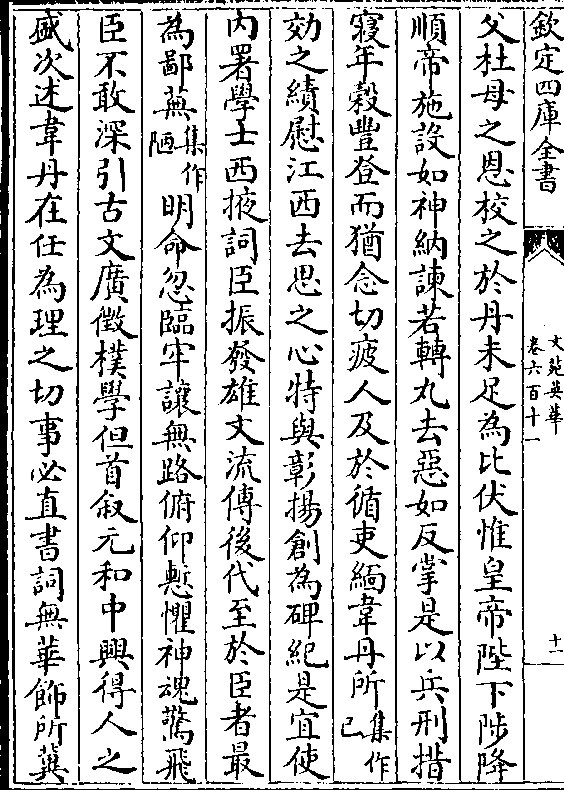 欽定四庫全書
文苑英華
卷六百十一
十一
父杜母之恩校之於丹未足為比伏惟皇帝陛下陟降
順帝施設如神納諫若轉丸去惡如反掌是以兵刑措
寢年穀豐登而猶念切疲人及於循吏緬韋丹所集作已
効之績慰江西去思之心特與彰揚創為碑紀是宜使
内署學士西掖詞臣振發雄文流傳後代至於臣者最
為鄙蕪集作陋明命忽臨牢讓無路俯仰慙懼神魂驚飛
臣不敢深引古文廣徵樸學但首叙元和中興得人之
盛次述韋丹在任為理之切事必直書詞無華飾所冀